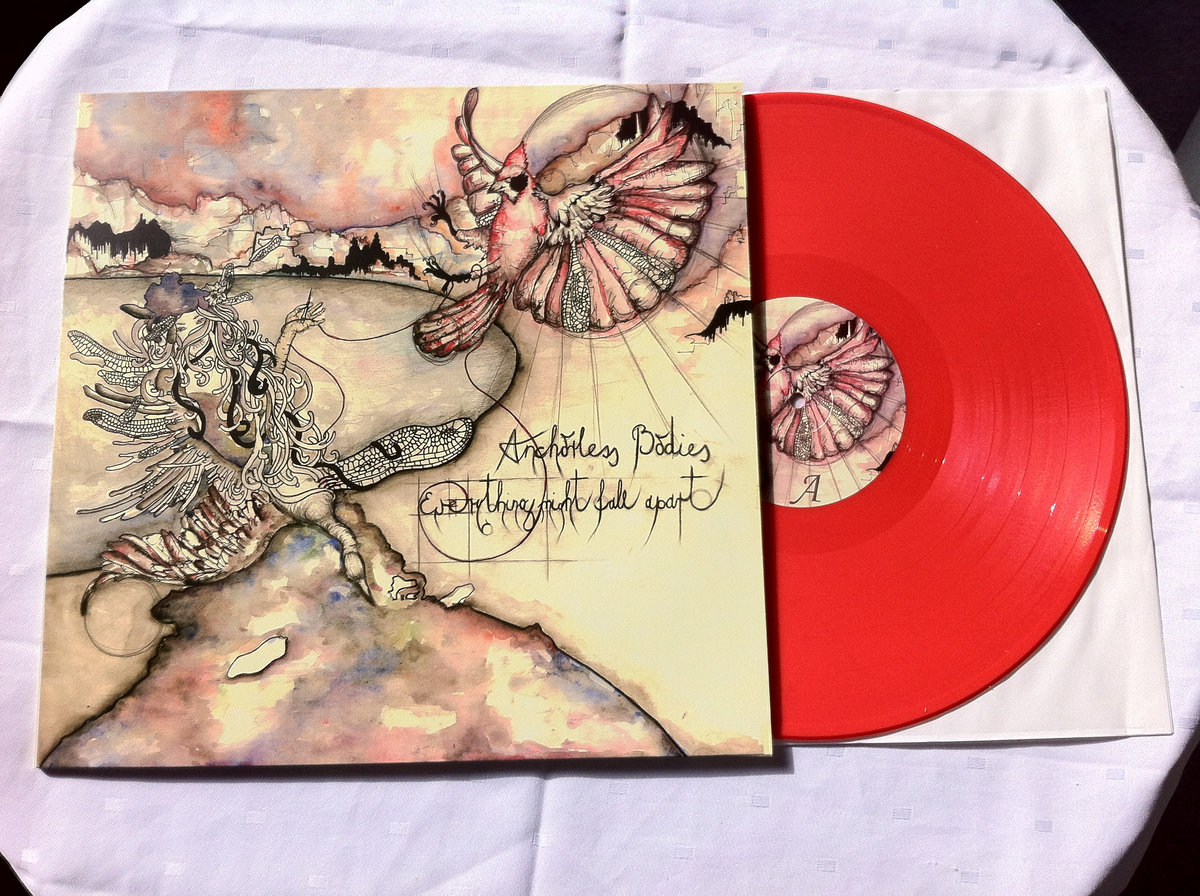 Anchorless Bodies
Everything might fall apart
A